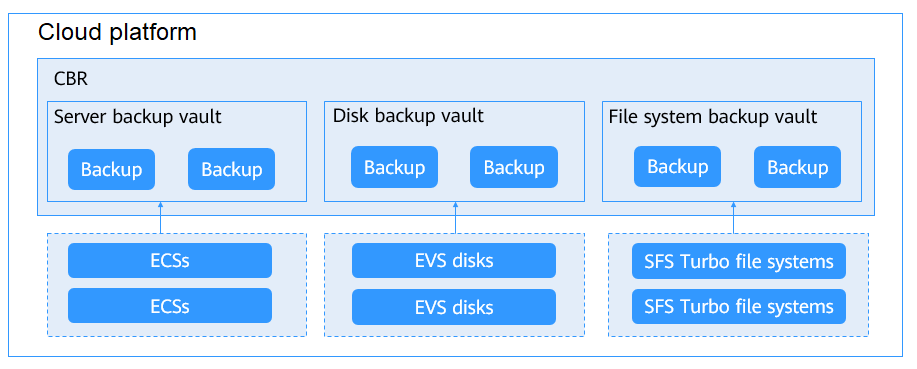 Cloud platform
CBR
Server backup vault
Disk backup vault
File system backup vault
Backup
Backup
Backup
Backup
Backup
Backup
ECSs
EVS disks
SFS Turbo file systems
ECSs
EVS disks
SFS Turbo file systems